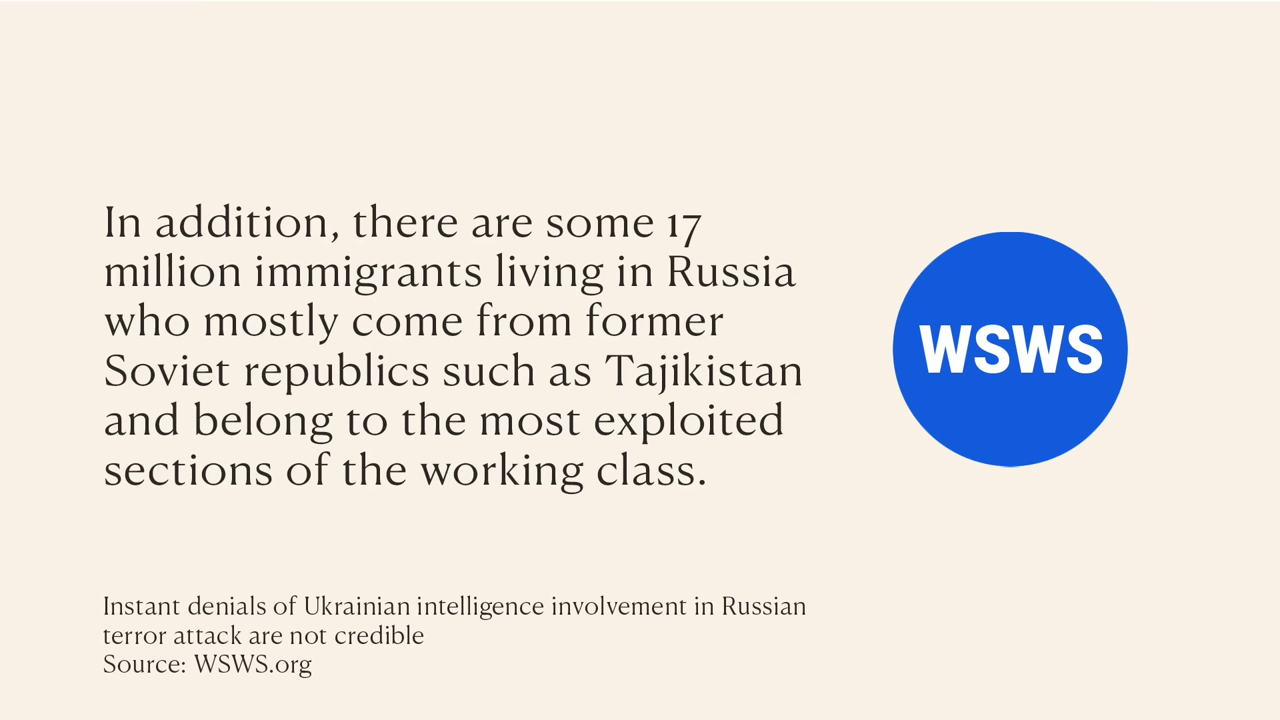 In addition, there are some 17
million immigrants living in Russia
who mostly come from former
Soviet republics such as Tajikistan
and belong to the most exploited
sections of the working class.
WSWS
Instant denials of Ukrainian intelligence involvement in Russian
terror attack are not credible
Source: WSWS.org